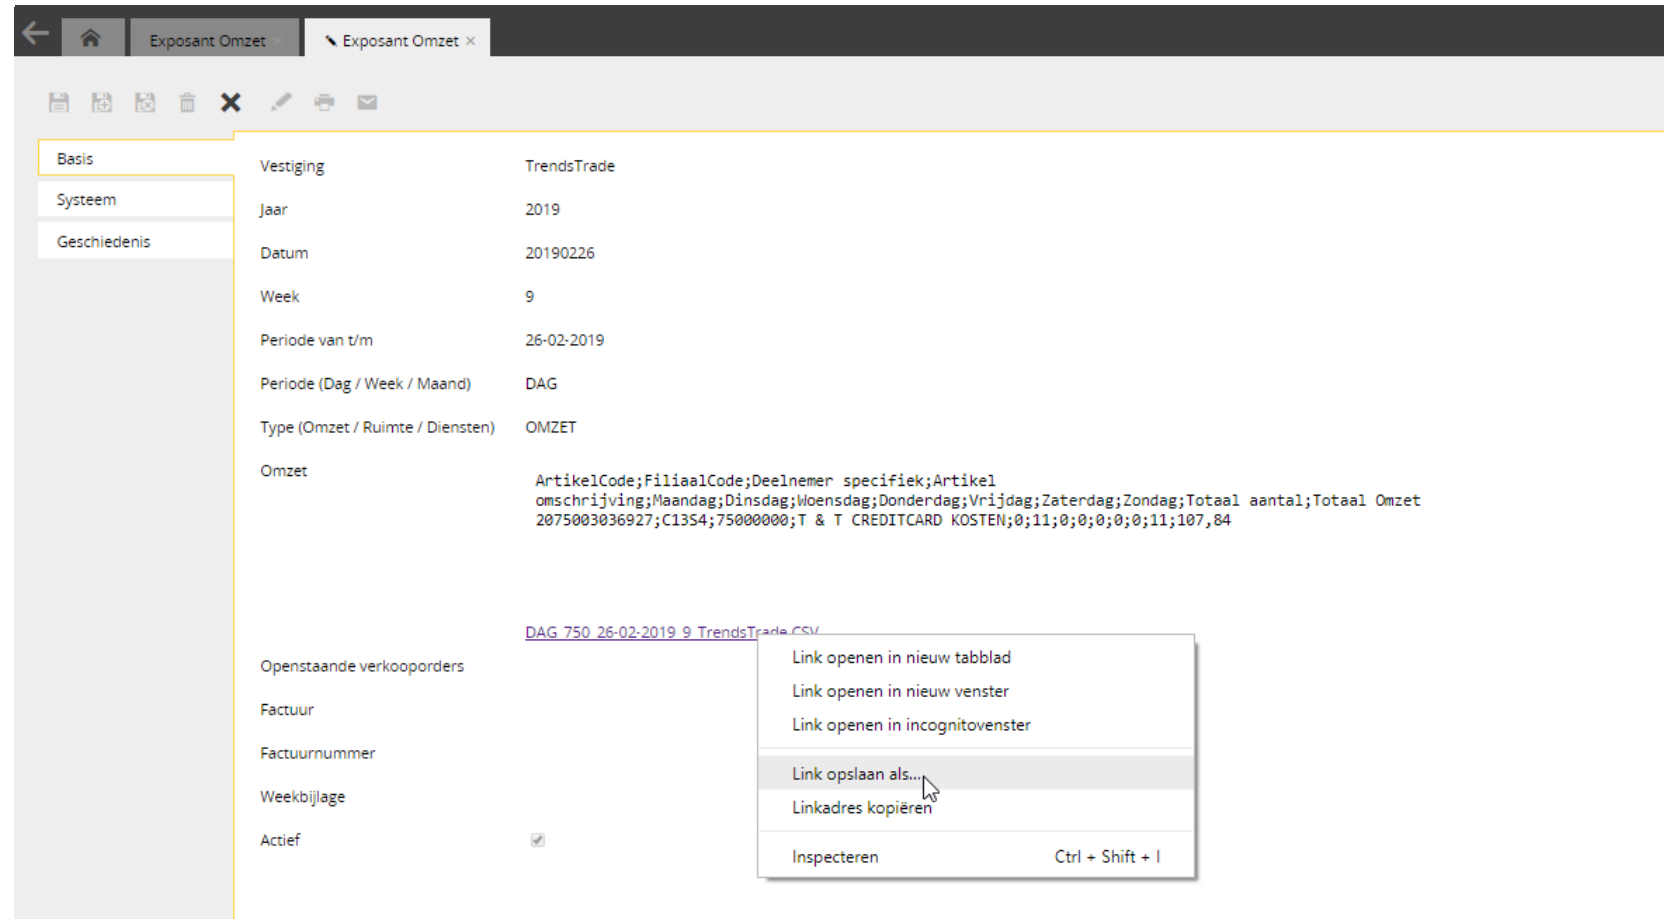 Exposant Omzet ×
Exposant Omzet ×
Basis
Systeem
Geschiedenis
Vestiging TrendsTrade
Jaar 2019
Datum 20190226
Week 9
Periode van t/m 26-02-2019
Periode (Dag / Week / Maand) DAG
Type (Omzet / Ruimte / Diensten) OMZET
Omzet
ArtikelCode;FiliaalCode;Deelnemer specifiek;Artikel
omschrijving;Maandag;Dinsdag;Woensdag;Donderdag;Vrijdag;Zaterdag;Zondag;Totaal aantal;Totaal Omzet
2075003036927;C13S4;75000000;T & T CREDITCARD KOSTEN;0;11;0;0;0;0;0;11;107,84
DAG_750_26-02-2019_9_TrendsTrade.CSV
Openstaande verkooporders
Factuur
Factuurnummer
Weekbijlage
Actief
Link openen in nieuw tabblad
Link openen in nieuw venster
Link openen in incognitovenster
Link opslaan als...
Linkadres kopiëren
Inspecteren Ctrl + Shift + I